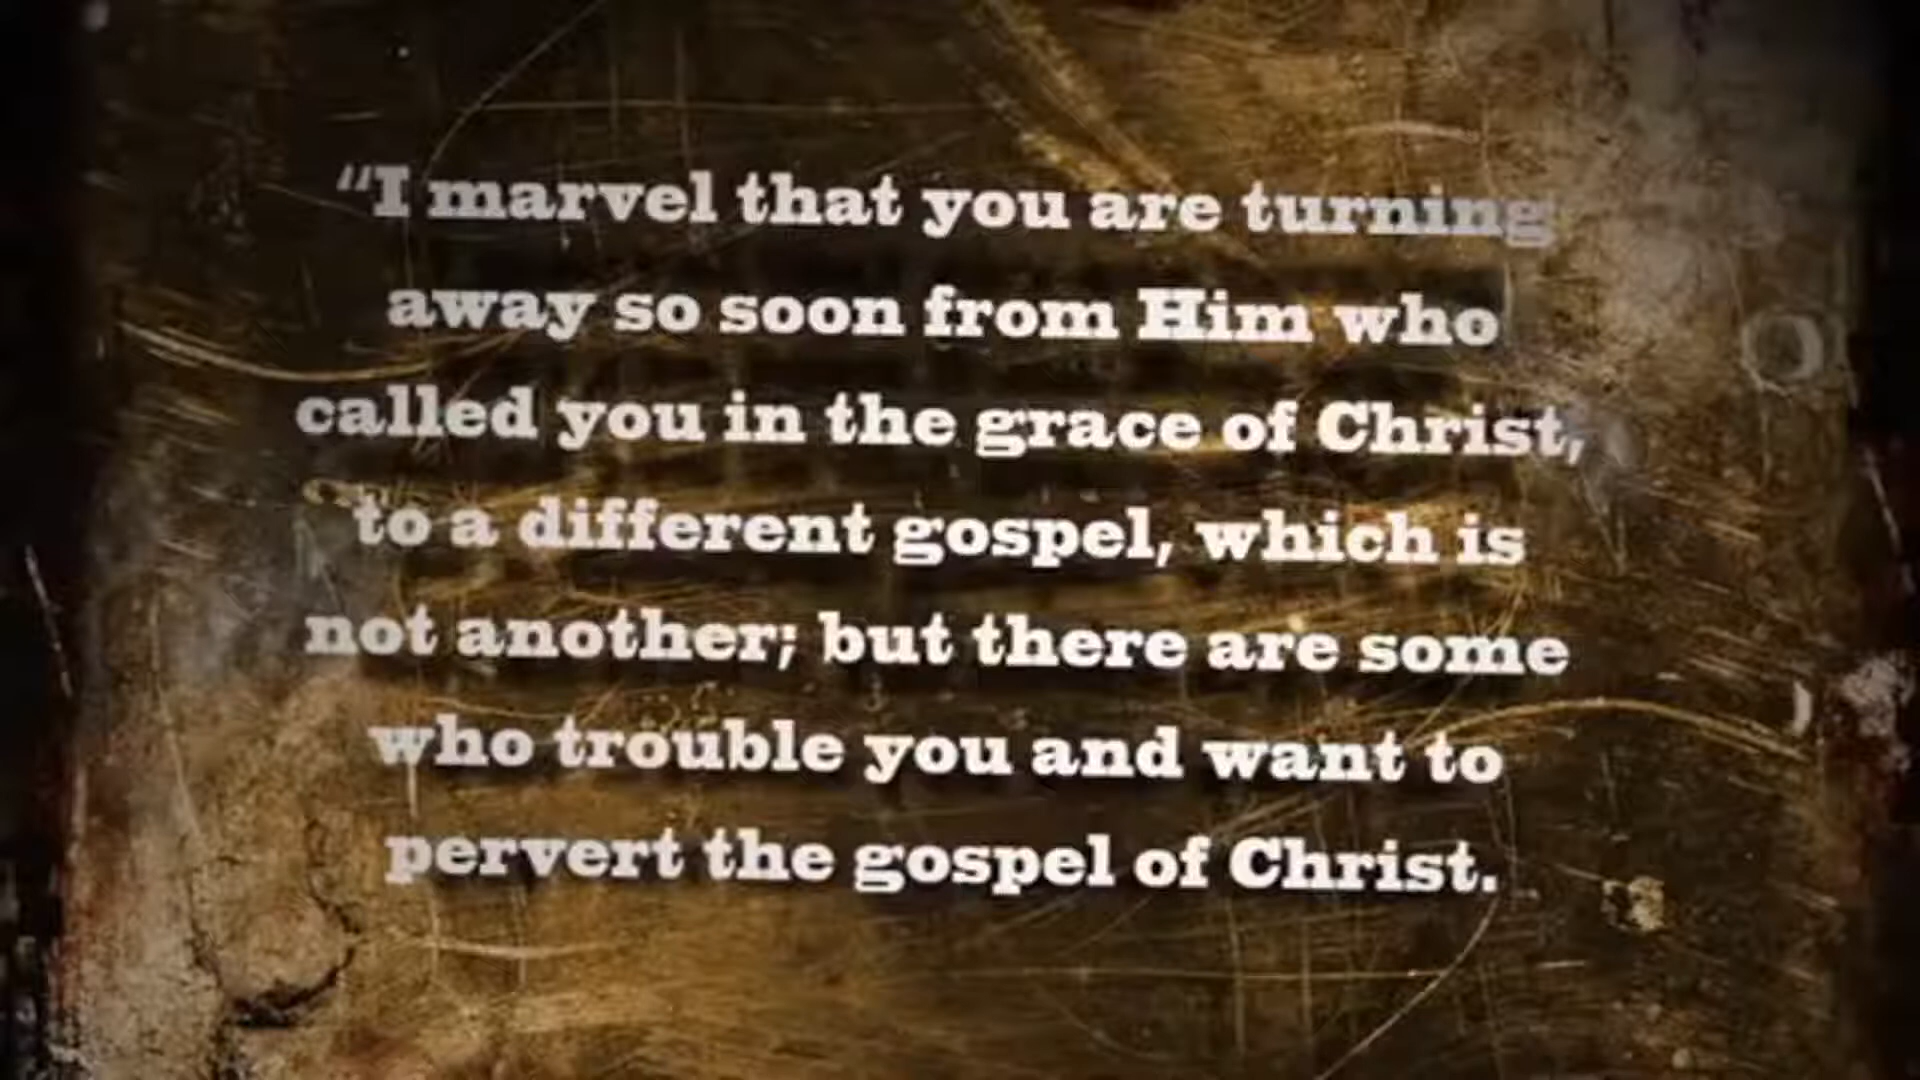 “I marvel that you are turning
away so soon from Him who
called you in the grace of Christ,
to a different gospel, which is
not another; but there are some
who trouble you and want to
pervert the gospel of Christ.